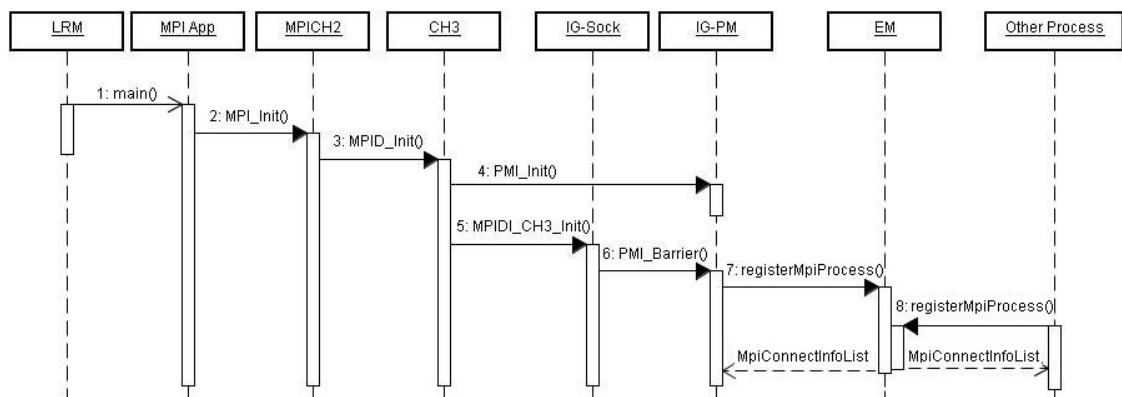 LRM
MPI App
MPICH2
CH3
IG-Sock
IG-PM
EM
Other Process
1: main()
2: MPI_Init()
3: MPID_Init()
4: PMI_Init()
5: MPIDI_CH3_Init()
6: PMI_Barrier()
7: registerMpiProcess()
8: registerMpiProcess()
MpiConnectInfoList
MpiConnectInfoList